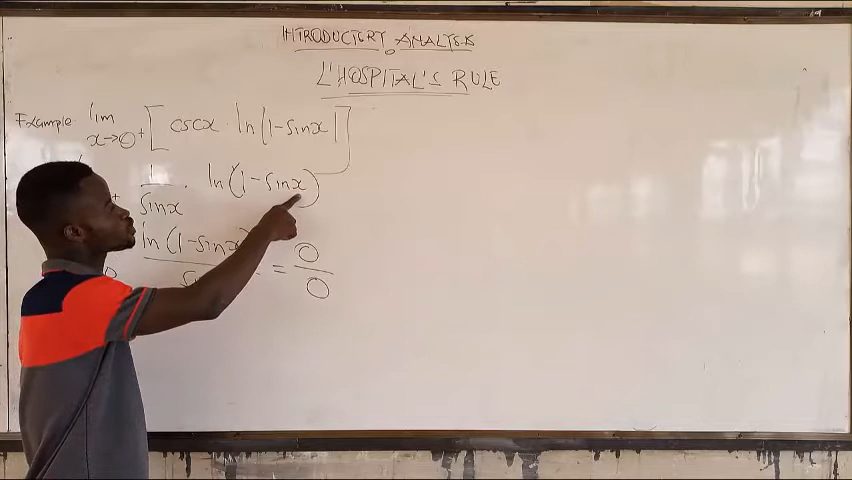 INTRODUCTORY ANALYSIS
L'HOSPITAL'S RULE
Example lim x→0⁺ [cscx · ln|1-sinx|]
1/sinx · ln(1-sinx)
ln(1-sinx) = 0/0